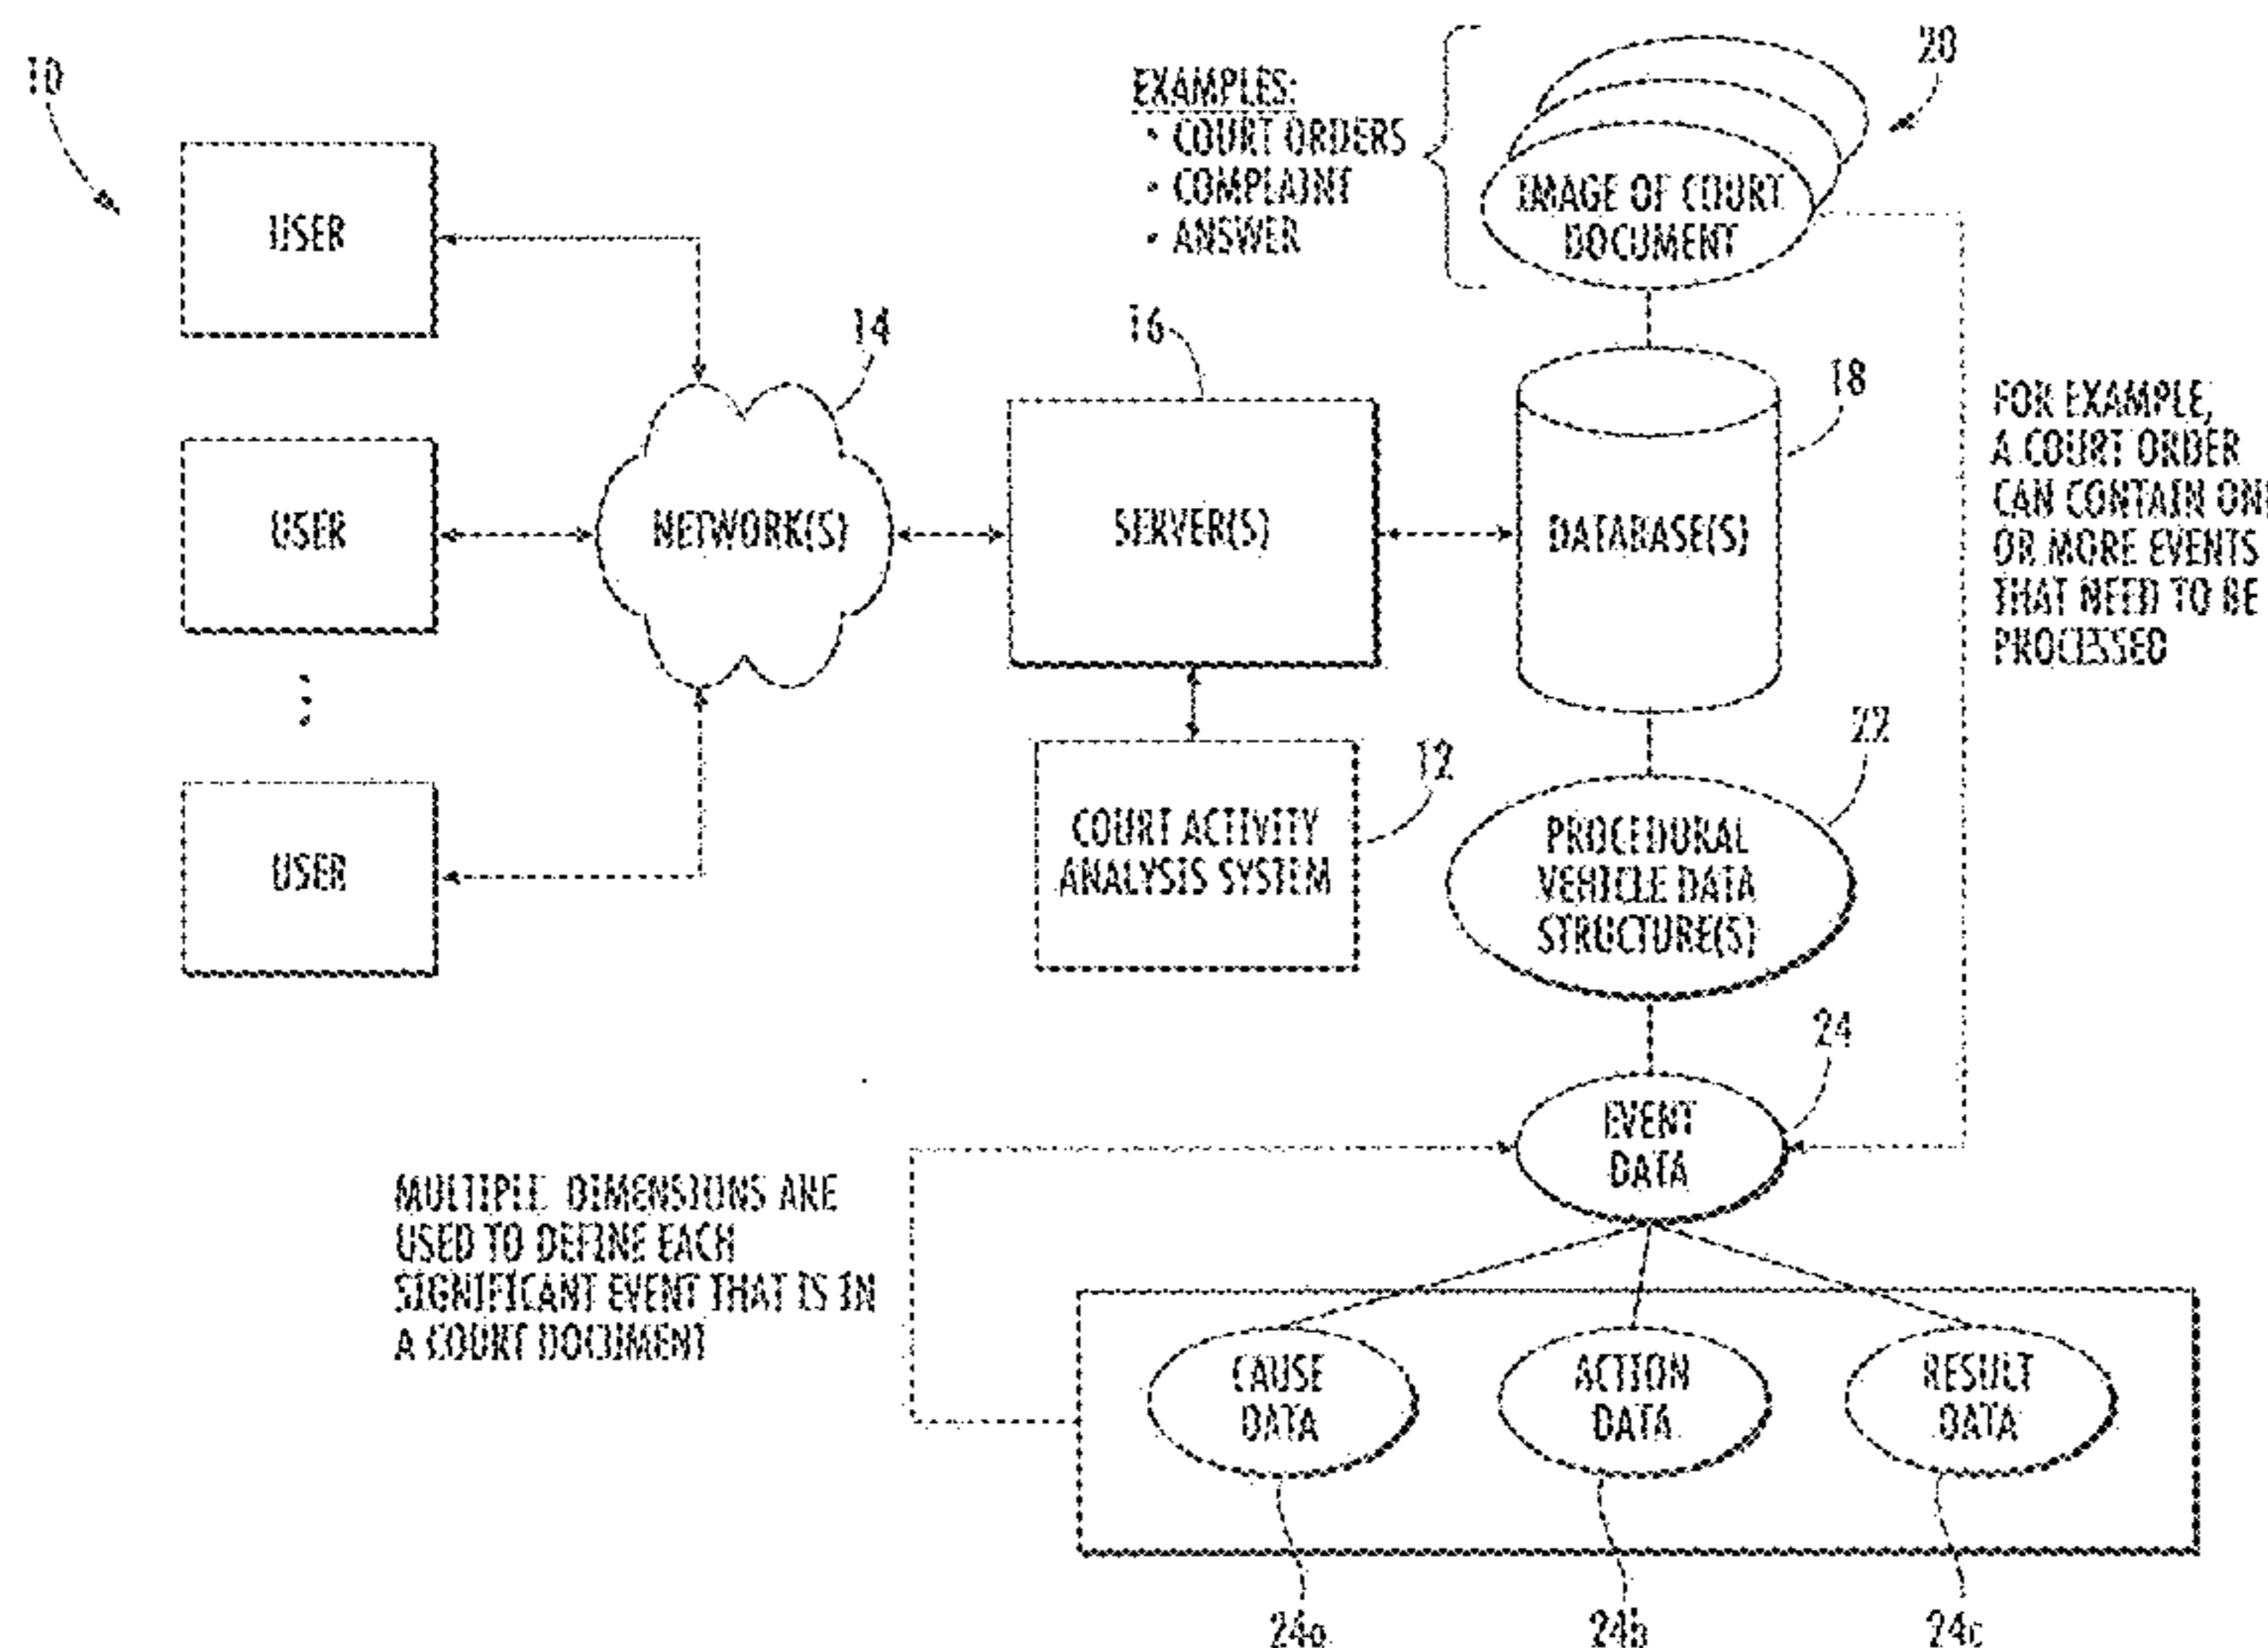 10
20
EXAMPLES:
• COURT ORDERS
• COMPLAINT
• ANSWER
IMAGE OF COURT
DOCUMENT
USER
14
16
18
FOR EXAMPLE,
A COURT ORDER
CAN CONTAIN ONE
OR MORE EVENTS
THAT NEED TO BE
PROCESSED
USER
NETWORK(S)
SERVER(S)
DATABASE(S)
22
12
USER
COURT ACTIVITY
ANALYSIS SYSTEM
PROCEDURAL
VEHICLE DATA
STRUCTURE(S)
24
EVENT
DATA
MULTIPLE DIMENSIONS ARE
USED TO DEFINE EACH
SIGNIFICANT EVENT THAT IS IN
A COURT DOCUMENT
CAUSE
DATA
ACTION
DATA
RESULT
DATA
24a
24b
24c